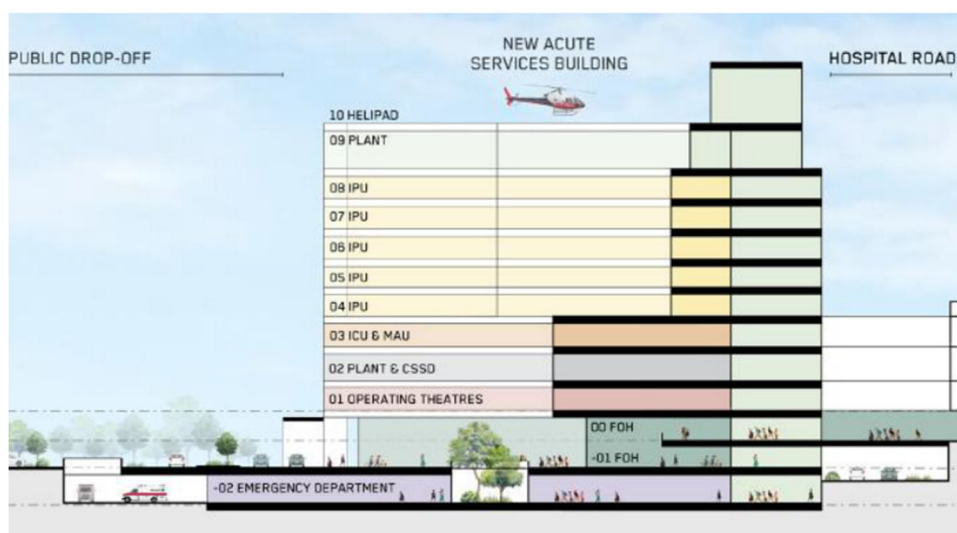 PUBLIC DROP-OFF
NEW ACUTE
SERVICES BUILDING
HOSPITAL ROAD
10 HELIPAD
09 PLANT
08 IPU
07 IPU
06 IPU
05 IPU
04 IPU
03 ICU & MAU
02 PLANT & CSSD
01 OPERATING THEATRES
00 FOH
-01 FOH
-02 EMERGENCY DEPARTMENT